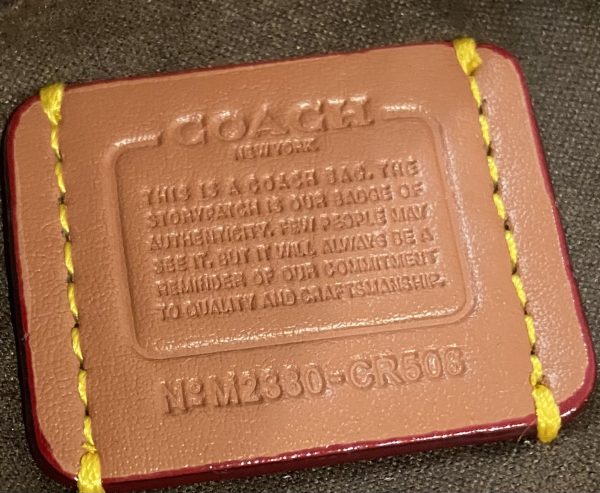 COACH
NEW YORK
THIS IS A COACH BAG. THE
STORYPATCH IS OUR BADGE OF
AUTHENTICITY. FEW PEOPLE MAY
SEE IT, BUT IT WILL ALWAYS BE A
REMINDER OF OUR COMMITMENT
TO QUALITY AND CRAFTSMANSHIP.
Nº M2380-CR508